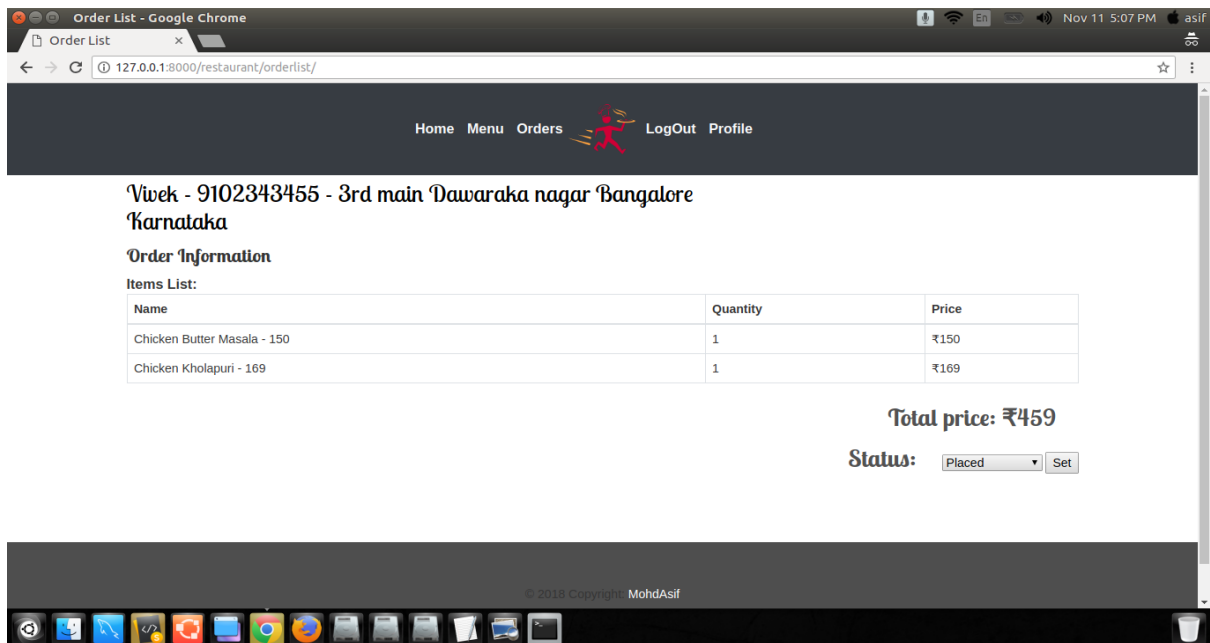 Order List - Google Chrome
En
Nov 11 5:07 PM
asif
Order List
127.0.0.1:8000/restaurant/orderlist/
Home Menu Orders LogOut Profile
Vivek - 9102343455 - 3rd main Dawaraka nagar Bangalore
Karnataka
Order Information
Items List:
Name Quantity Price
Chicken Butter Masala - 150 1 ₹150
Chicken Kholapuri - 169 1 ₹169
Total price: ₹459
Status: Placed Set
© 2018 Copyright: MohdAsif